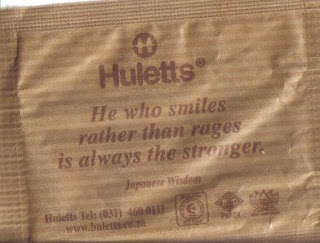 Huletts®
He who smiles
rather than rages
is always the stronger.
Japanese Wisdom
Huletts Tel: (031) 460 0111
www.huletts.co.za